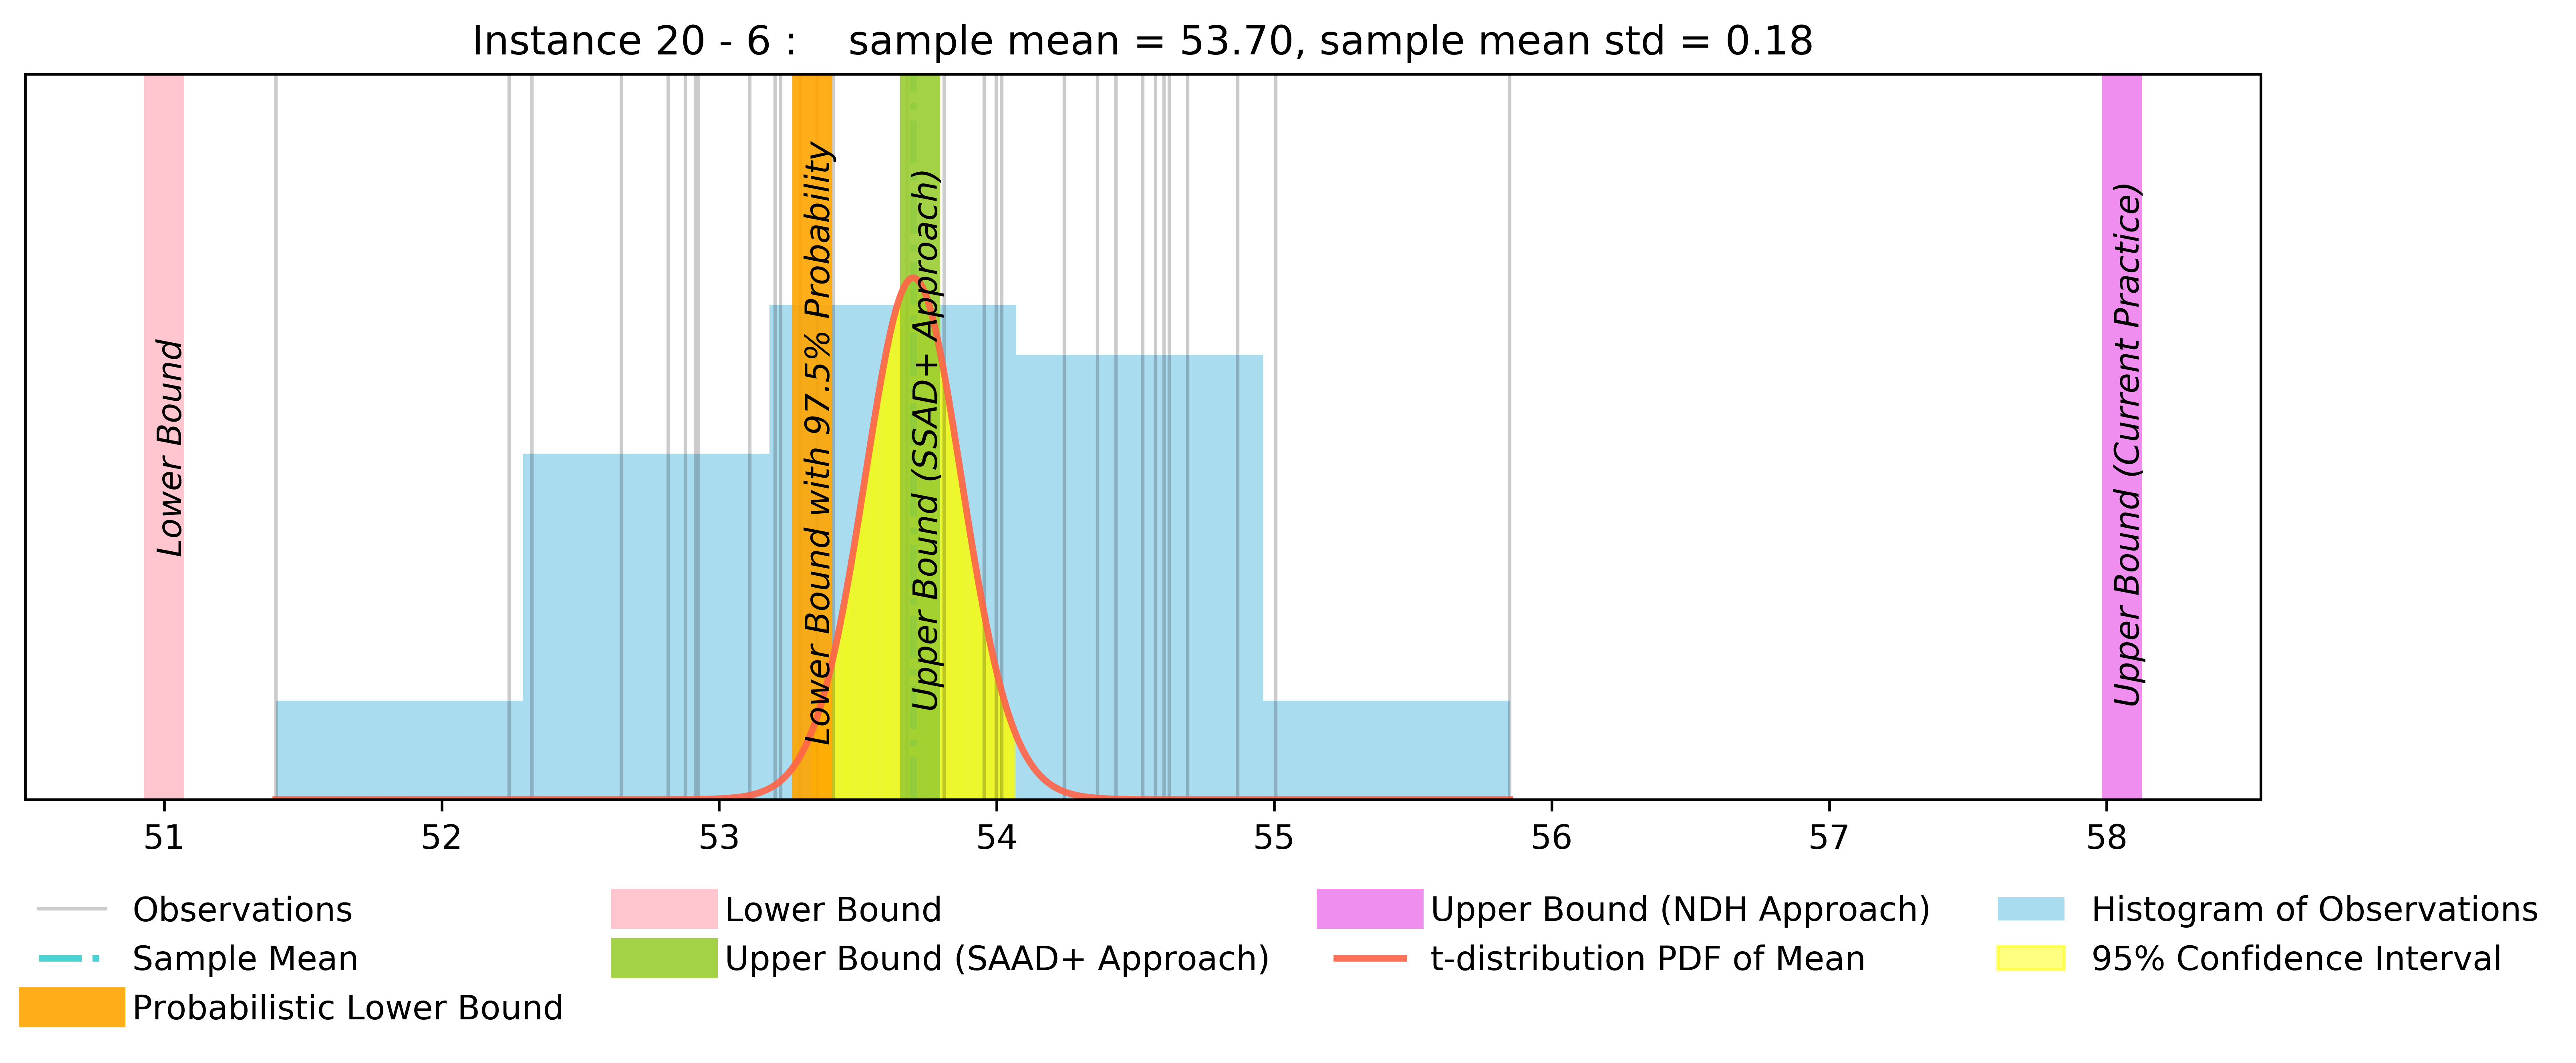 Instance 20 - 6 :    sample mean = 53.70, sample mean std = 0.18
Lower Bound
Lower Bound with 97.5% Probability
Upper Bound (SSAD+ Approach)
Upper Bound (Current Practice)
51 52 53 54 55 56 57 58
Observations
Sample Mean
Probabilistic Lower Bound
Lower Bound
Upper Bound (SAAD+ Approach)
Upper Bound (NDH Approach)
t-distribution PDF of Mean
Histogram of Observations
95% Confidence Interval